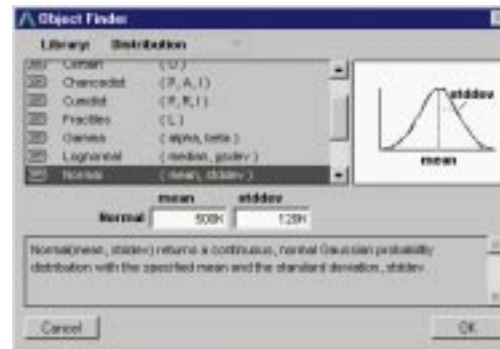 Object Finder
Library: Distribution
Certain ( U )
Chancedist ( P, A, I )
Cumdist ( P, R, I )
Fractiles ( L )
Gamma ( alpha, beta )
Lognormal ( median, gsdev )
Normal ( mean, stddev )
stddev
mean
mean stddev
Normal 500K 120K
Normal(mean, stddev) returns a continuous, normal Gaussian probability
distribution with the specified mean and the standard deviation, stddev.
Cancel OK